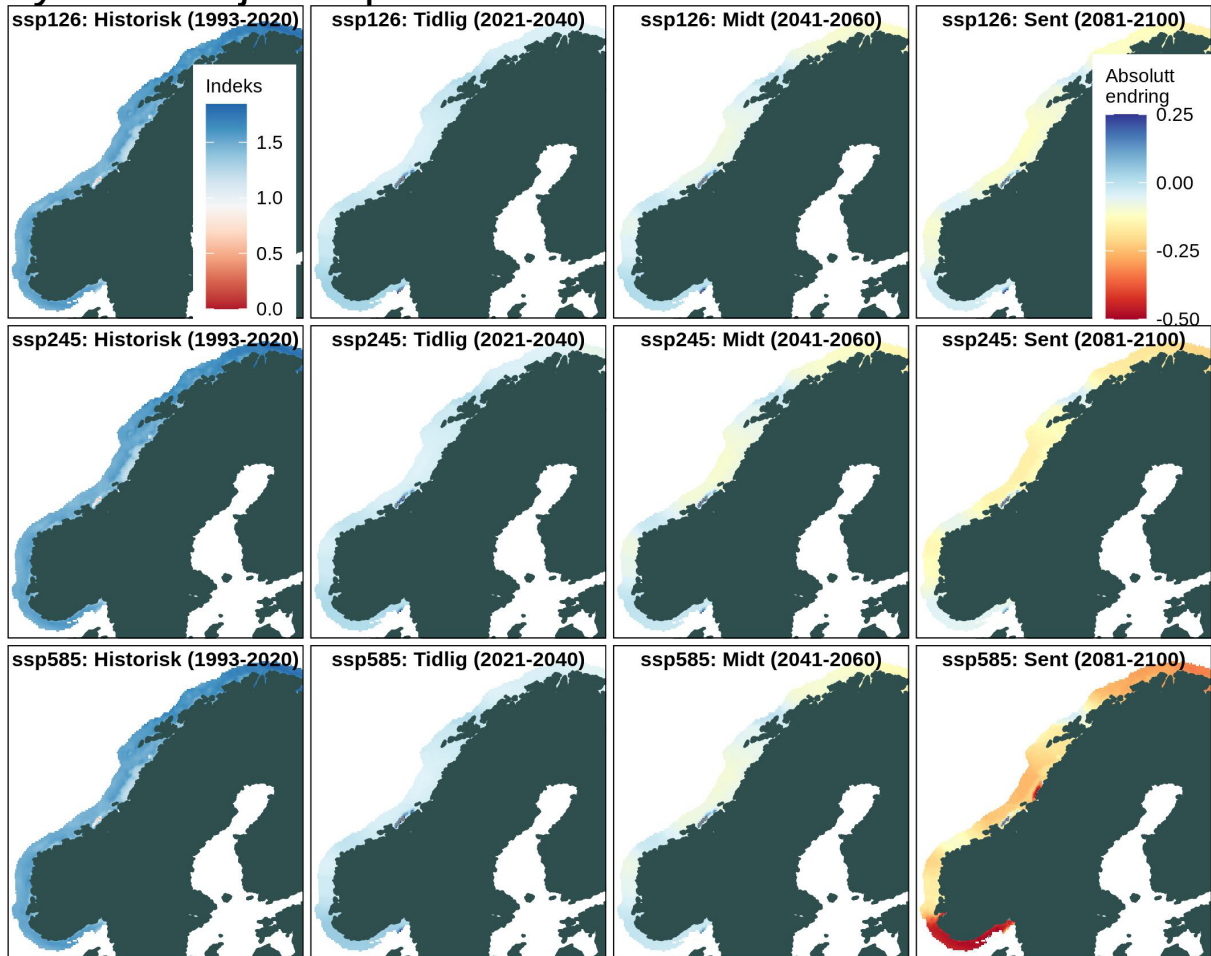 ssp126: Historisk (1993-2020)
ssp126: Tidlig (2021-2040)
ssp126: Midt (2041-2060)
ssp126: Sent (2081-2100)
Indeks
1.5
1.0
0.5
0.0
Absolutt
endring
0.25
0.00
-0.25
-0.50
ssp245: Historisk (1993-2020)
ssp245: Tidlig (2021-2040)
ssp245: Midt (2041-2060)
ssp245: Sent (2081-2100)
ssp585: Historisk (1993-2020)
ssp585: Tidlig (2021-2040)
ssp585: Midt (2041-2060)
ssp585: Sent (2081-2100)